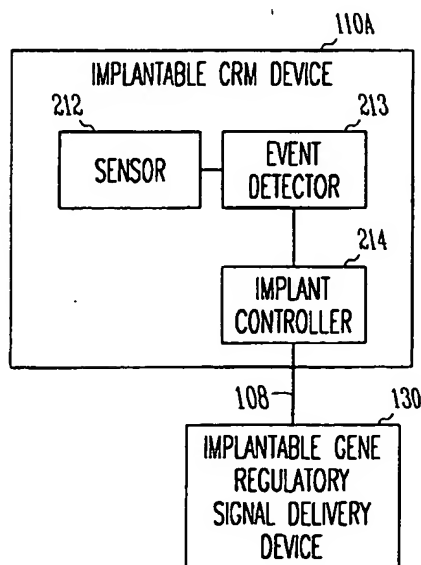 110A
IMPLANTABLE CRM DEVICE
212
213
SENSOR
EVENT
DETECTOR
214
IMPLANT
CONTROLLER
108
130
IMPLANTABLE GENE
REGULATORY
SIGNAL DELIVERY
DEVICE